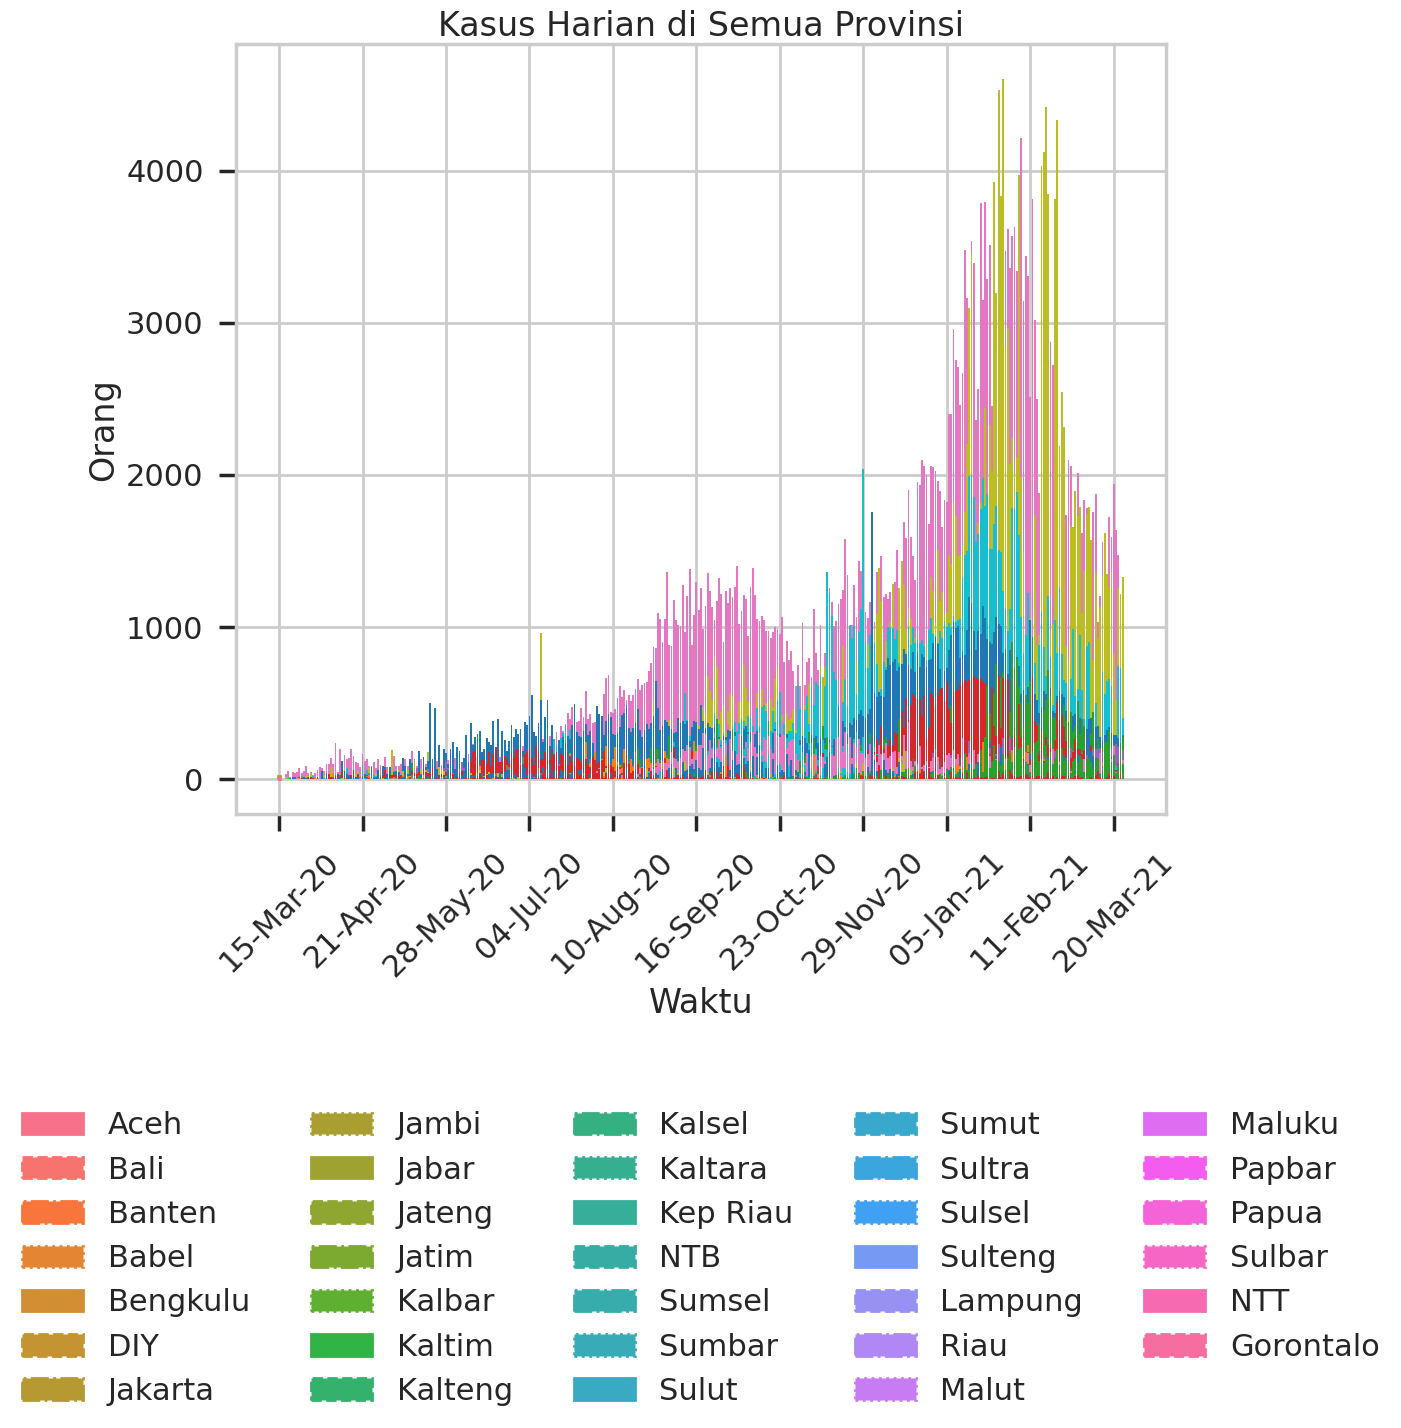 Kasus Harian di Semua Provinsi
4000
3000
2000
1000
0
Orang
15-Mar-20
21-Apr-20
28-May-20
04-Jul-20
10-Aug-20
16-Sep-20
23-Oct-20
29-Nov-20
05-Jan-21
11-Feb-21
20-Mar-21
Waktu
Aceh
Bali
Banten
Babel
Bengkulu
DIY
Jakarta
Jambi
Jabar
Jateng
Jatim
Kalbar
Kaltim
Kalteng
Kalsel
Kaltara
Kep Riau
NTB
Sumsel
Sumbar
Sulut
Sumut
Sultra
Sulsel
Sulteng
Lampung
Riau
Malut
Maluku
Papbar
Papua
Sulbar
NTT
Gorontalo